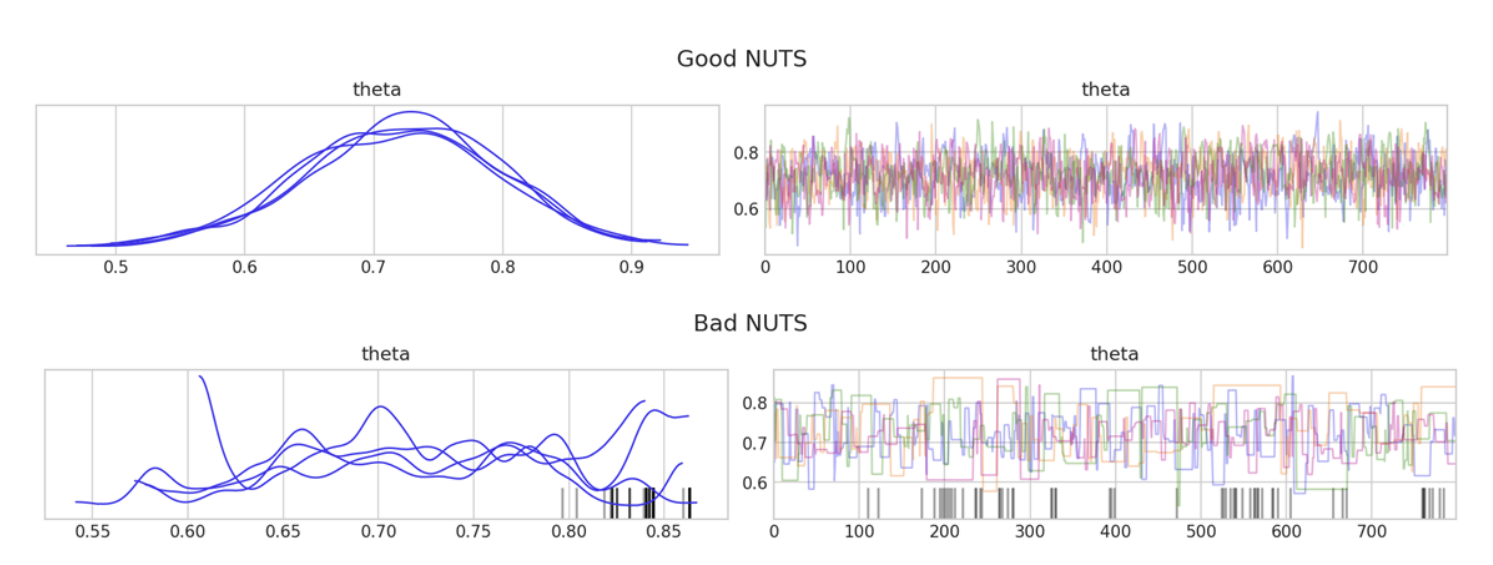 Good NUTS
theta theta
0.8
0.6
0.5 0.6 0.7 0.8 0.9 0 100 200 300 400 500 600 700
Bad NUTS
theta theta
0.8
0.7
0.6
0.55 0.60 0.65 0.70 0.75 0.80 0.85 0 100 200 300 400 500 600 700